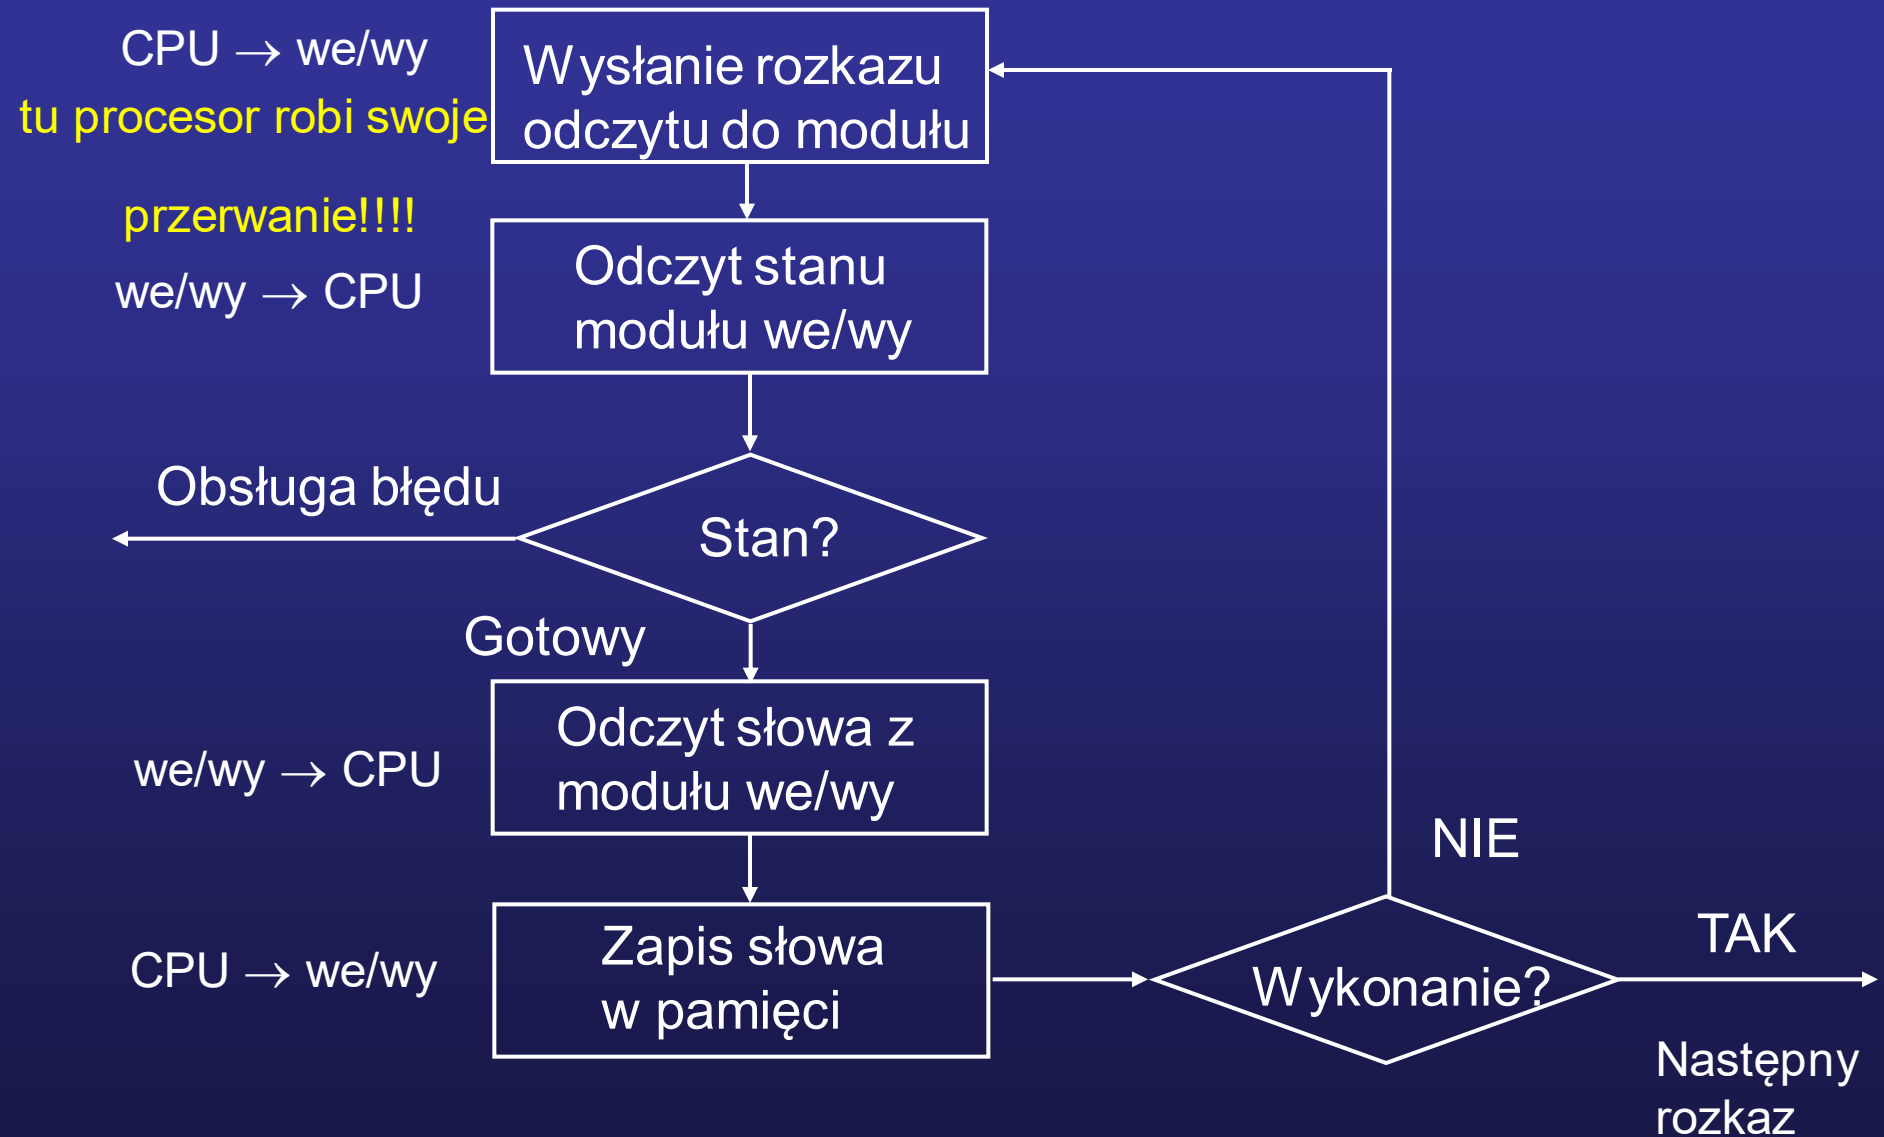 CPU → we/wy
tu procesor robi swoje
Wysłanie rozkazu
odczytu do modułu
przerwanie!!!!
we/wy → CPU
Odczyt stanu
modułu we/wy
Obsługa błędu
Stan?
Gotowy
we/wy → CPU
Odczyt słowa z
modułu we/wy
NIE
CPU → we/wy
Zapis słowa
w pamięci
Wykonanie?
TAK
Następny
rozkaz